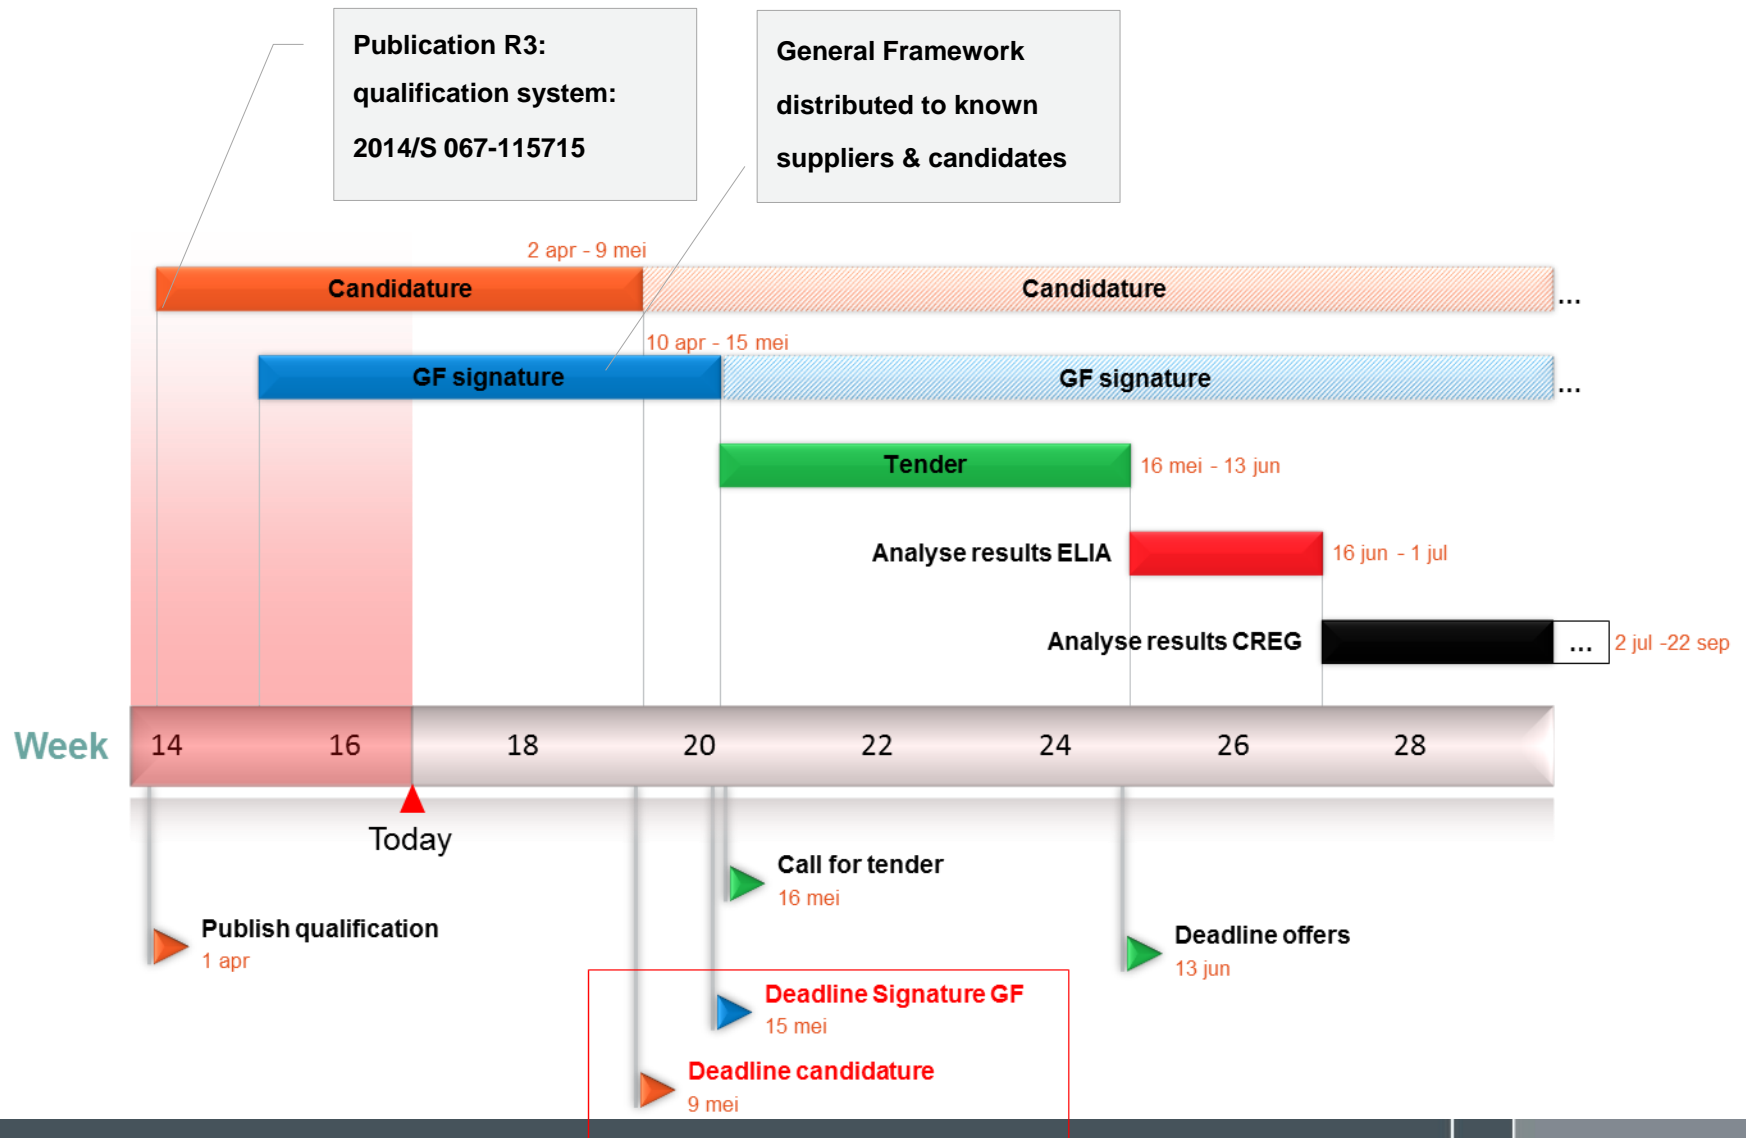 Publication R3:
qualification system:
2014/S 067-115715
General Framework
distributed to known
suppliers & candidates
2 apr - 9 mei
Candidature
Candidature
...
10 apr - 15 mei
GF signature
GF signature
...
Tender
16 mei - 13 jun
Analyse results ELIA
16 jun - 1 jul
Analyse results CREG
...
2 jul -22 sep
Week
14 16 18 20 22 24 26 28
Today
Call for tender
16 mei
Publish qualification
1 apr
Deadline offers
13 jun
Deadline Signature GF
15 mei
Deadline candidature
9 mei